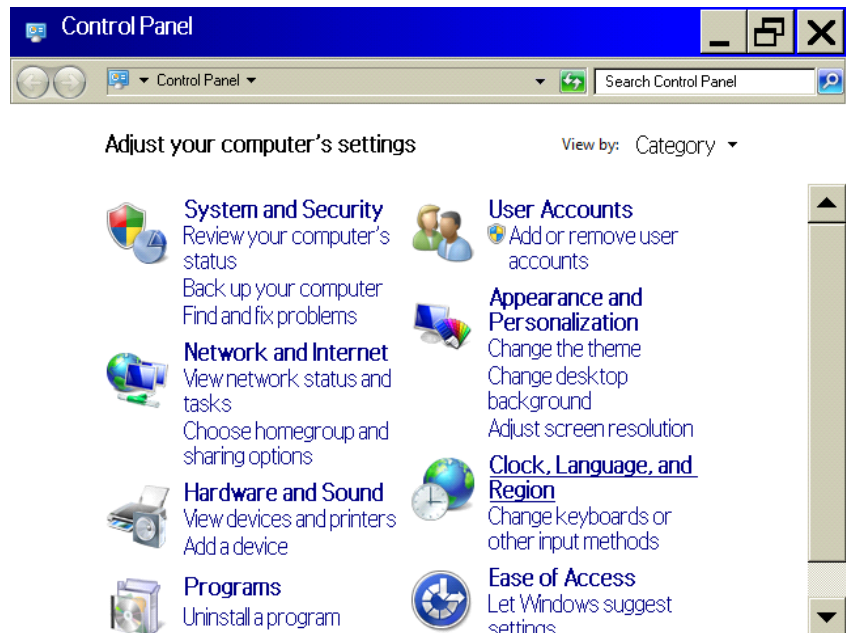 Control Panel
Control Panel
Search Control Panel
Adjust your computer's settings
View by: Category
System and Security
Review your computer's
status
Back up your computer
Find and fix problems
Network and Internet
View network status and
tasks
Choose homegroup and
sharing options
Hardware and Sound
View devices and printers
Add a device
Programs
Uninstall a program
User Accounts
Add or remove user
accounts
Appearance and
Personalization
Change the theme
Change desktop
background
Adjust screen resolution
Clock, Language, and
Region
Change keyboards or
other input methods
Ease of Access
Let Windows suggest
settings